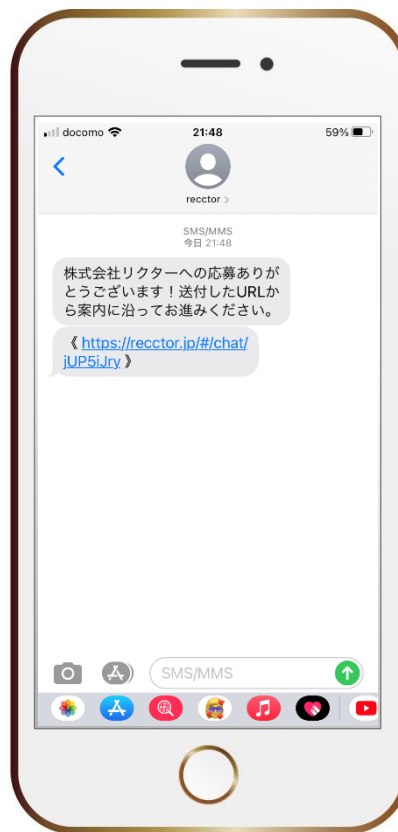 docomo 21:48 59%
recctor >
SMS/MMS
今日 21:48
株式会社リクターへの応募ありが
とうございます！送付したURLか
ら案内に沿ってお進みください。
《 https://recctor.jp/#/chat/
jUP5iJry 》
SMS/MMS